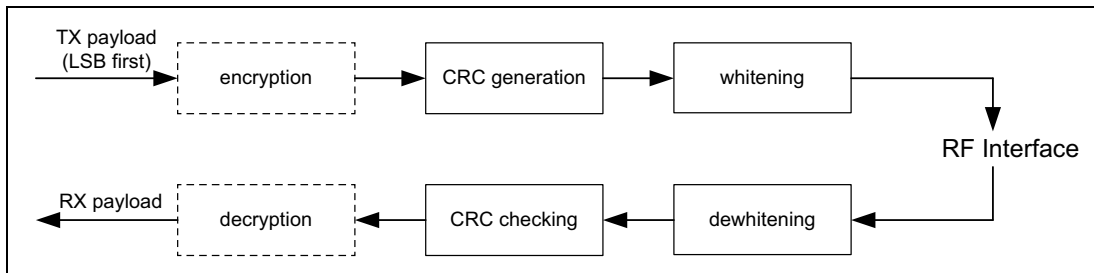 TX payload
(LSB first)
encryption
CRC generation
whitening
RF Interface
RX payload
decryption
CRC checking
dewhitening